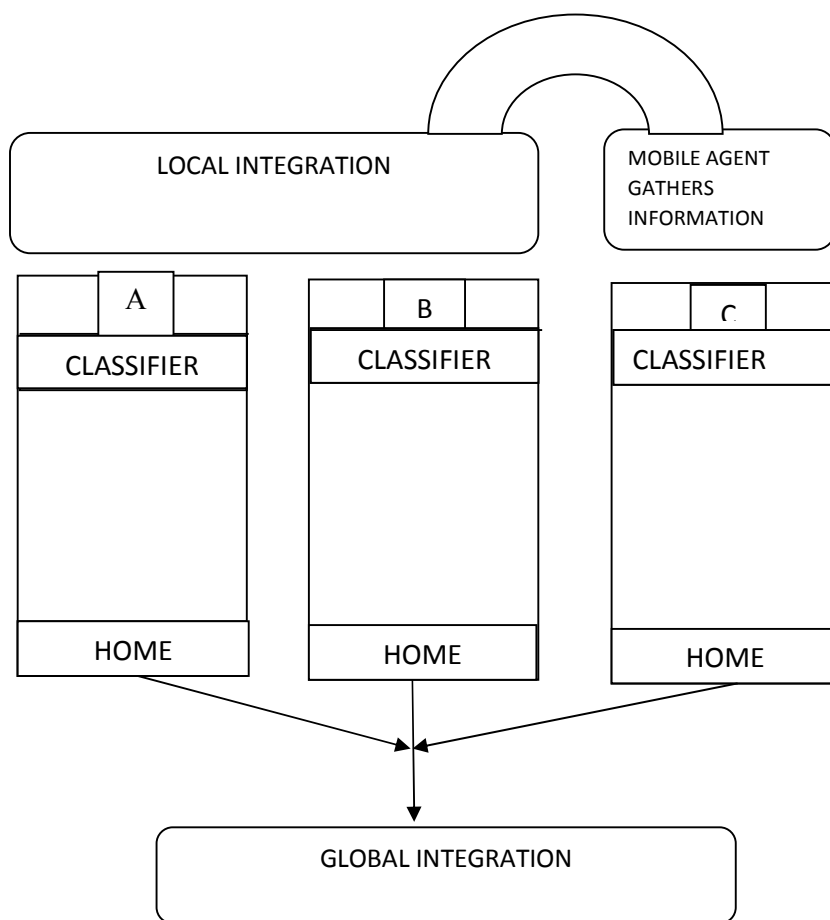 LOCAL INTEGRATION
MOBILE AGENT
GATHERS
INFORMATION
A
B
C
CLASSIFIER
CLASSIFIER
CLASSIFIER
HOME
HOME
HOME
GLOBAL INTEGRATION